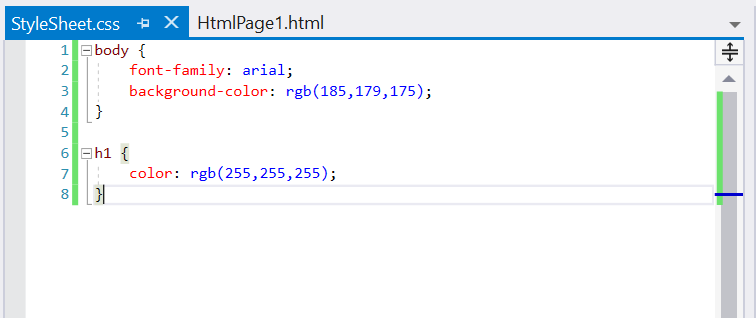 StyleSheet.css HtmlPage1.html
1 body {
2     font-family: arial;
3     background-color: rgb(185,179,175);
4 }
5
6 h1 {
7     color: rgb(255,255,255);
8 }